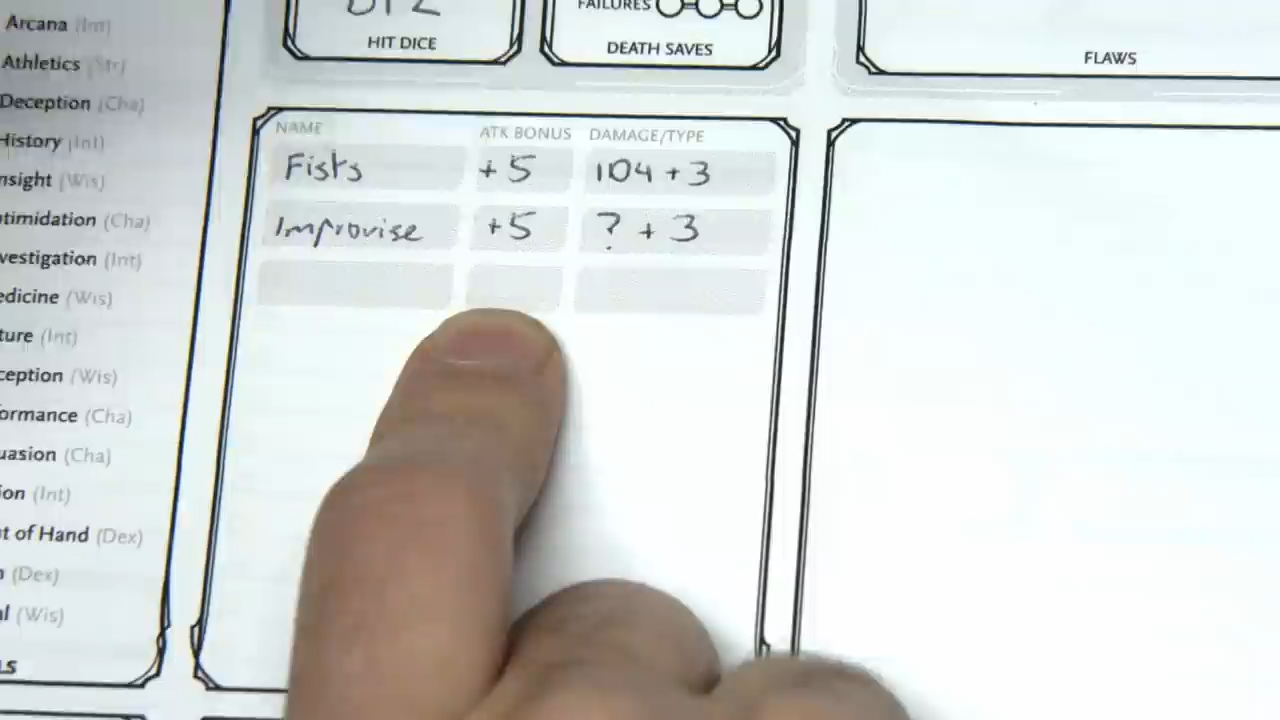 Arcana (Int)
Athletics (Str)
Deception (Cha)
History (Int)
nsight (Wis)
ntimidation (Cha)
vestigation (Int)
edicine (Wis)
ture (Int)
ception (Wis)
ormance (Cha)
uasion (Cha)
ion (Int)
t of Hand (Dex)
(Dex)
al (Wis)
LS
HIT DICE
FAILURES
DEATH SAVES
FLAWS
NAME ATK BONUS DAMAGE/TYPE
Fists +5 1D4 + 3
Improvise +5 ? + 3